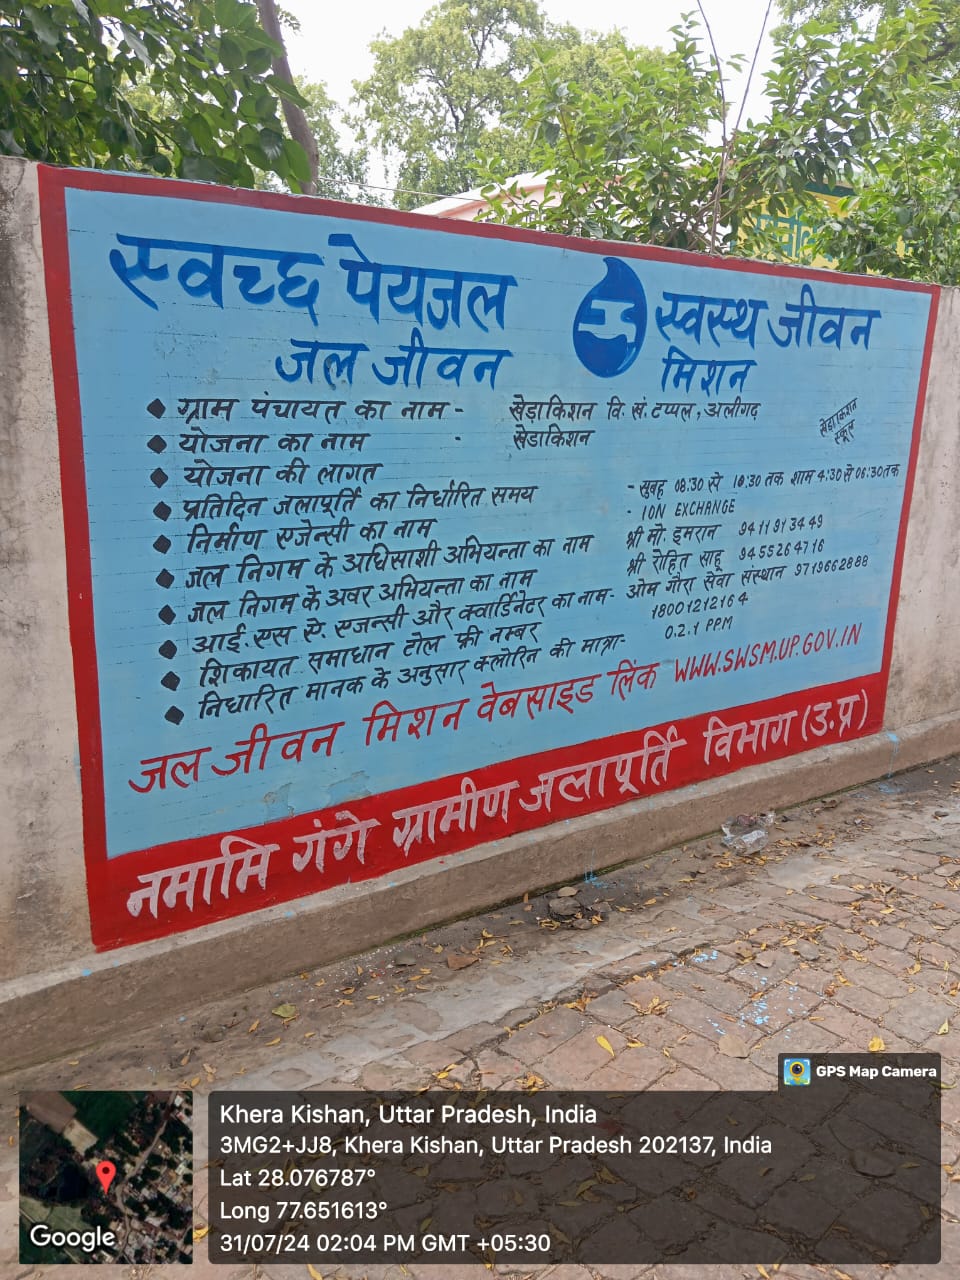 स्वच्छ पेयजल स्वस्थ जीवन
जल जीवन मिशन
ग्राम पंचायत का नाम - खेड़ाकिशन वि. खं. टप्पल, अलीगढ़
खेड़ाकिशन
स्कूल
योजना का नाम - खेड़ाकिशन
योजना की लागत
प्रतिदिन जलापूर्ति का निर्धारित समय - सुबह 08:30 से 10:30 तक शाम 4:30 से 06:30 तक
निर्माण एजेन्सी का नाम - ION EXCHANGE
जल निगम के अधिसाशी अभियन्ता का नाम श्री मो. इमरान 9411913449
जल निगम के अवर अभियन्ता का नाम श्री रोहित साहू 9455264716
आई. एस. ऐ. एजन्सी और क्वार्डिनेटर का नाम- ओम गौरा सेवा संस्थान 9719662888
शिकायत समाधान टोल फ्री नम्बर 18001212164
निधारित मानक के अनुसार क्लोरिन की मात्रा- 0.2.1 PPM
जल जीवन मिशन वेबसाइड लिंक WWW.SWSM.UP.GOV.IN
नमामि गंगे ग्रामीण जलापूर्ति विभाग (उ.प्र)
GPS Map Camera
Khera Kishan, Uttar Pradesh, India
3MG2+JJ8, Khera Kishan, Uttar Pradesh 202137, India
Lat 28.076787°
Long 77.651613°
31/07/24 02:04 PM GMT +05:30
Google